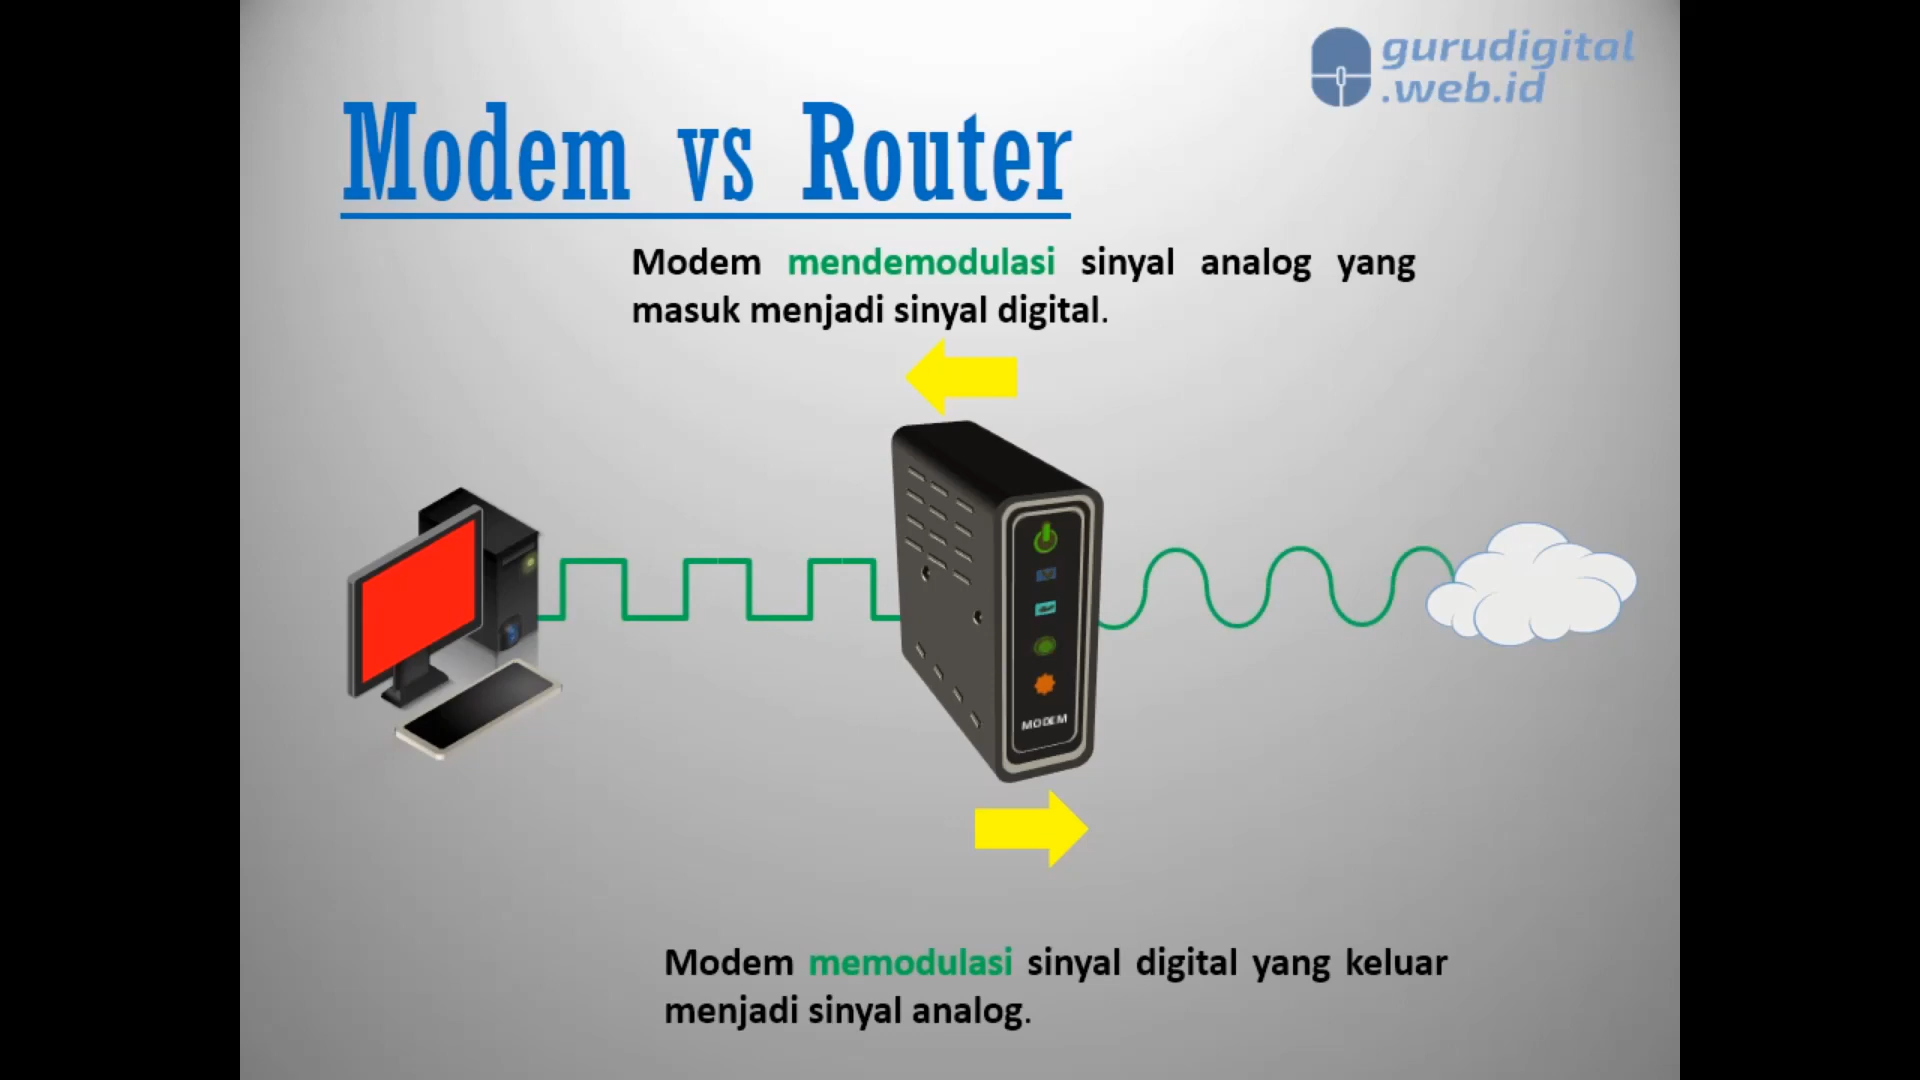 gurudigital
.web.id
Modem vs Router
Modem mendemodulasi sinyal analog yang
masuk menjadi sinyal digital.
MODEM
Modem memodulasi sinyal digital yang keluar
menjadi sinyal analog.